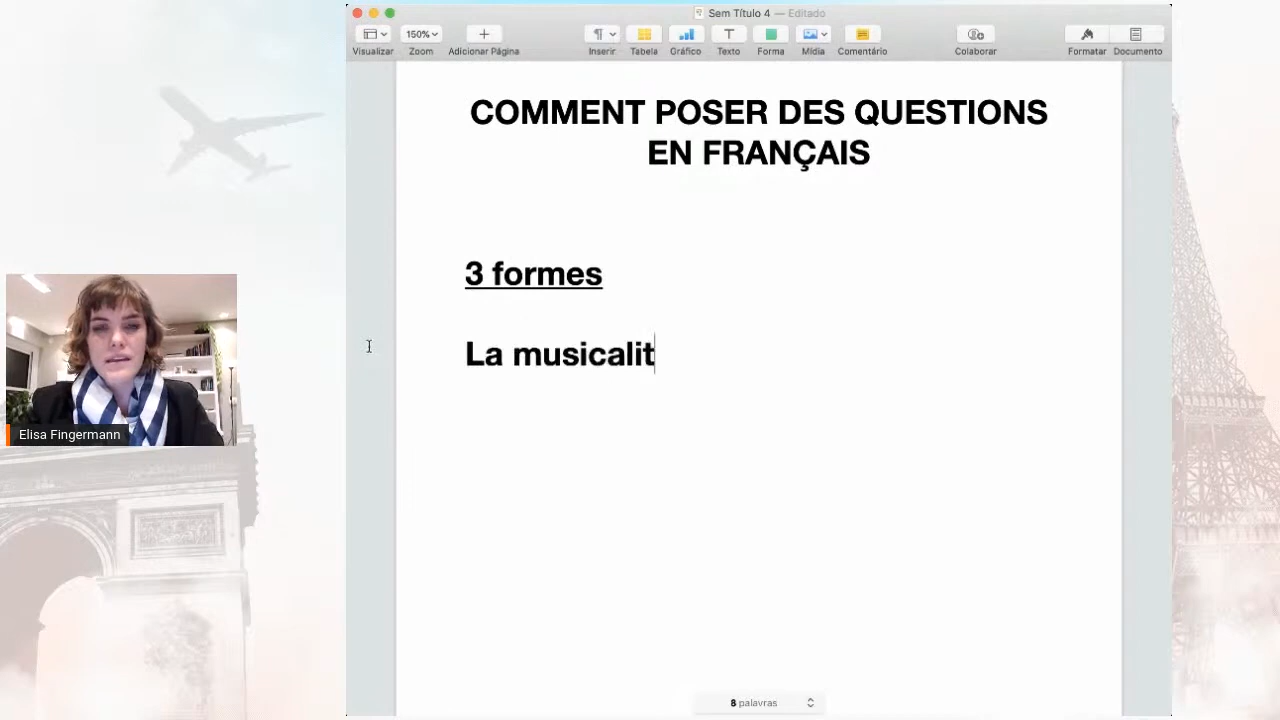 Sem Título 4 — Editado
150%
Visualizar Zoom Adicionar Página Inserir Tabela Gráfico Texto Forma Mídia Comentário Colaborar Formatar Documento
COMMENT POSER DES QUESTIONS
EN FRANÇAIS
3 formes
La musicalit
Elisa Fingermann
8 palavras